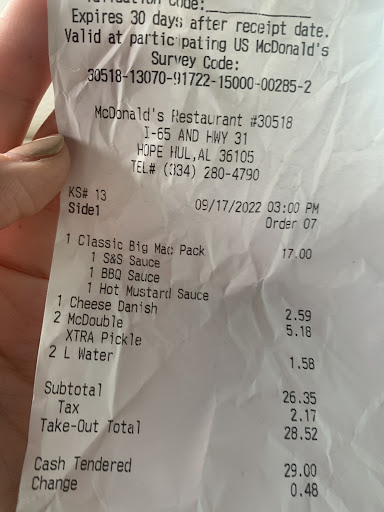 Code:
Expires 30 days after receipt date.
Valid at participating US McDonald's
Survey Code:
30518-13070-91722-15000-00285-2
McDonald's Restaurant #30518
I-65 AND HWY 31
HOPE HUL,AL 36105
TEL# (334) 280-4790
KS# 13 09/17/2022 03:00 PM
Side1 Order 07
1 Classic Big Mac Pack 17.00
1 S&S Sauce
1 BBQ Sauce
1 Hot Mustard Sauce
1 Cheese Danish 2.59
2 McDouble 5.18
XTRA Pickle
2 L Water 1.58
Subtotal 26.35
Tax 2.17
Take-Out Total 28.52
Cash Tendered 29.00
Change 0.48